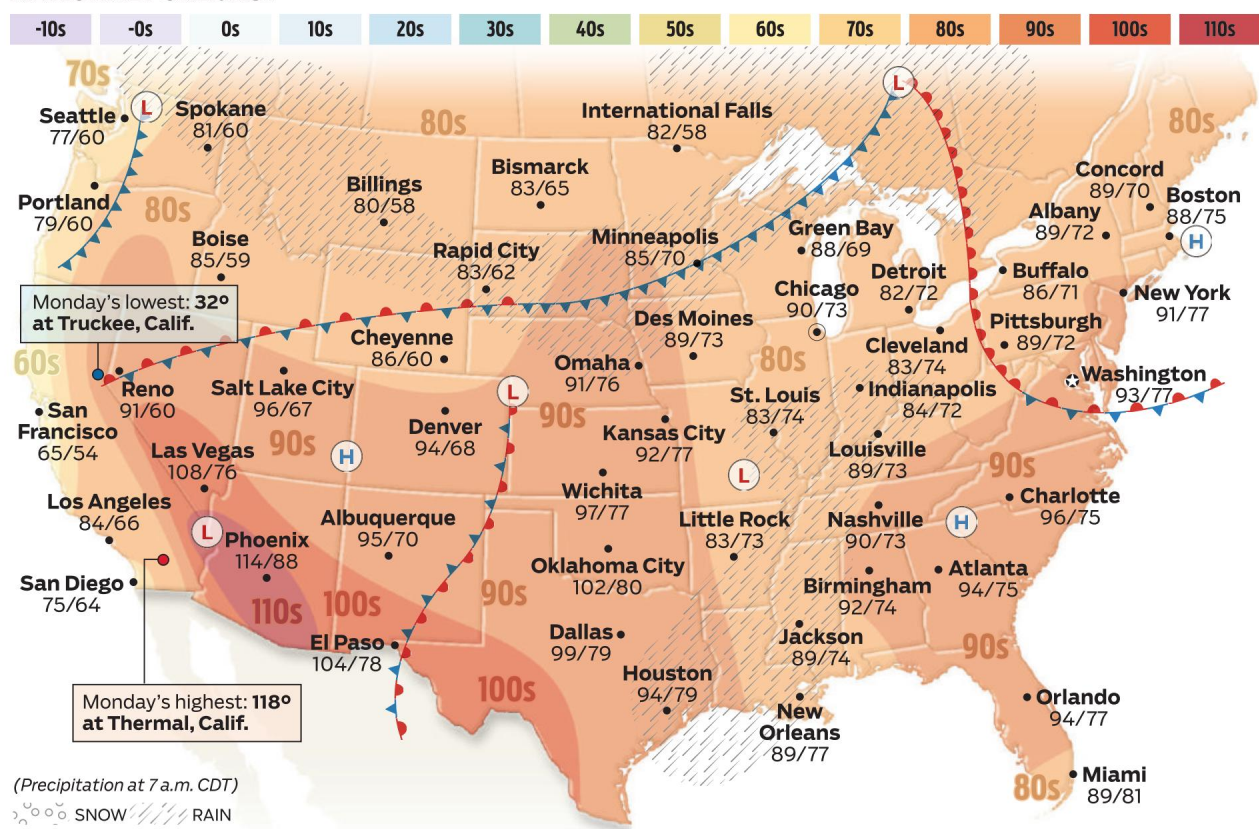 -10s -0s 0s 10s 20s 30s 40s 50s 60s 70s 80s 90s 100s 110s
70s
L
L
Seattle
77/60
Spokane
81/60
International Falls
82/58
80s
80s
Portland
79/60
80s
Billings
80/58
Bismarck
83/65
Concord
89/70
Boston
88/75
H
Albany
89/72
Boise
85/59
Rapid City
83/62
Minneapolis
85/70
Green Bay
88/69
Detroit
82/72
Buffalo
86/71
New York
91/77
Monday's lowest: 32º
at Truckee, Calif.
Chicago
90/73
60s
Cheyenne
86/60
Des Moines
89/73
80s
Cleveland
83/74
Pittsburgh
89/72
Omaha
91/76
Reno
91/60
Salt Lake City
96/67
L
Washington
93/77
Indianapolis
84/72
St. Louis
83/74
San
Francisco
65/54
90s
Denver
94/68
90s
Kansas City
92/77
Louisville
89/73
Las Vegas
108/76
H
L
90s
Wichita
97/77
Los Angeles
84/66
Charlotte
96/75
Albuquerque
95/70
Little Rock
83/73
Nashville
90/73
H
L
Phoenix
114/88
Oklahoma City
102/80
Atlanta
94/75
San Diego
75/64
Birmingham
92/74
110s
100s
90s
El Paso
104/78
Dallas
99/79
Jackson
89/74
90s
100s
Houston
94/79
Monday's highest: 118º
at Thermal, Calif.
New
Orleans
89/77
Orlando
94/77
80s
Miami
89/81
(Precipitation at 7 a.m. CDT)
SNOW RAIN